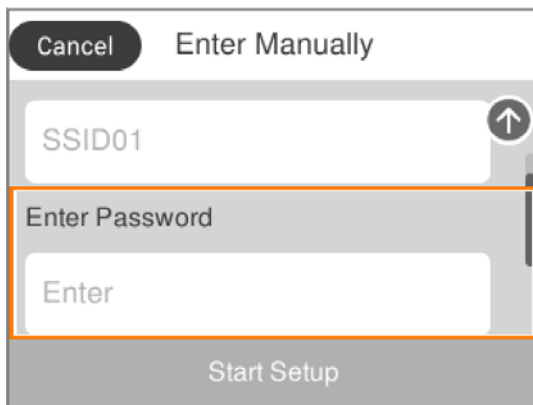 Cancel Enter Manually
SSID01
Enter Password
Enter
Start Setup